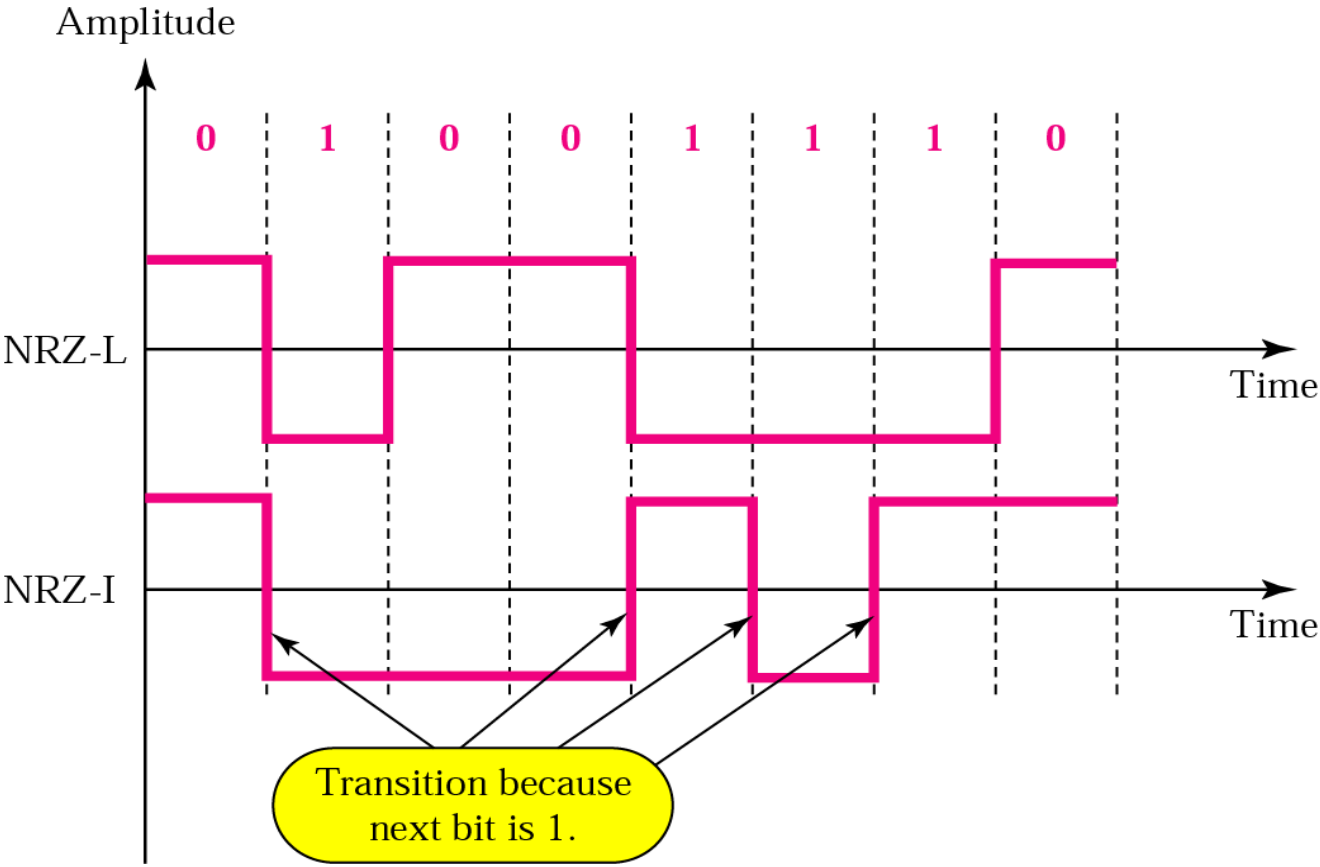 Amplitude
0 1 0 0 1 1 1 0
NRZ-L
Time
NRZ-I
Time
Transition because
next bit is 1.